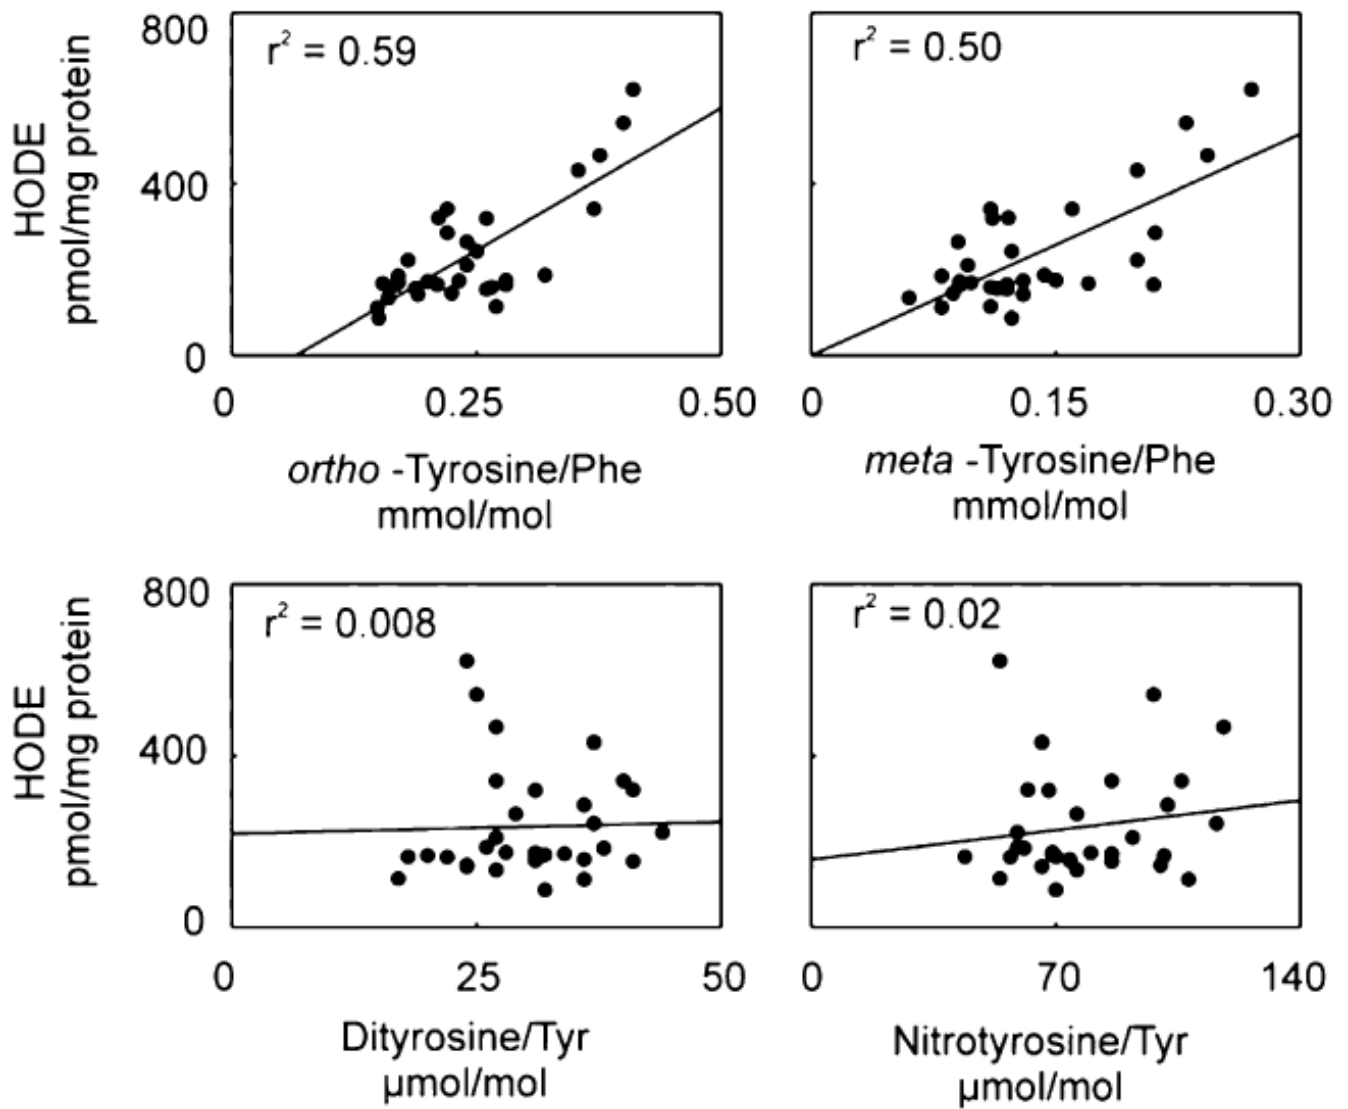 HODE
pmol/mg protein
800
400
0
r² = 0.59
0 0.25 0.50
ortho -Tyrosine/Phe
mmol/mol
r² = 0.50
0 0.15 0.30
meta -Tyrosine/Phe
mmol/mol
HODE
pmol/mg protein
800
400
0
r² = 0.008
0 25 50
Dityrosine/Tyr
µmol/mol
r² = 0.02
0 70 140
Nitrotyrosine/Tyr
µmol/mol